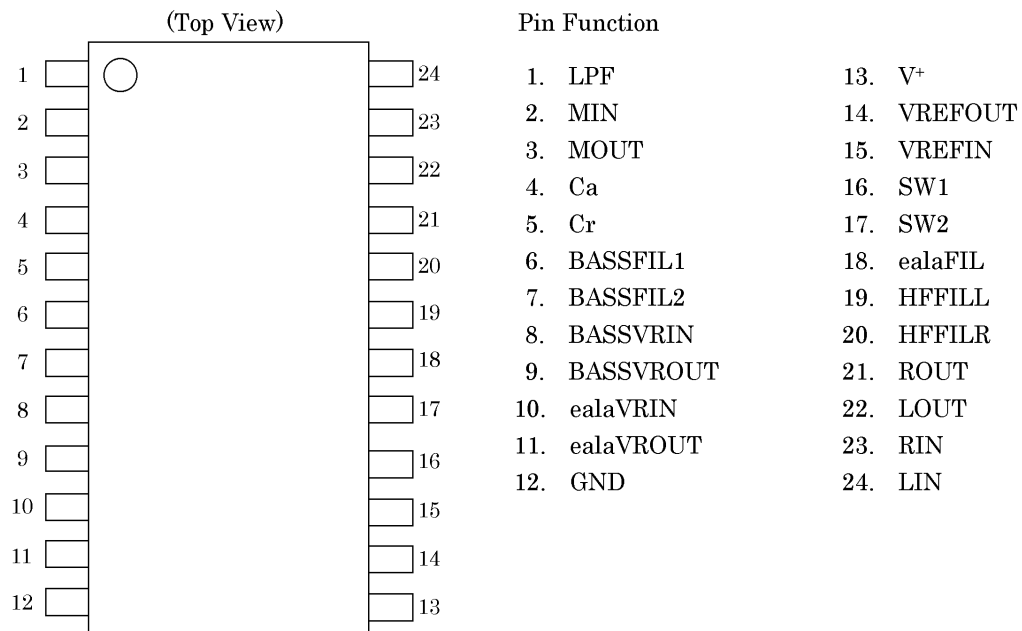 (Top View)
1
2
3
4
5
6
7
8
9
10
11
12
24
23
22
21
20
19
18
17
16
15
14
13
Pin Function
1. LPF
2. MIN
3. MOUT
4. Ca
5. Cr
6. BASSFIL1
7. BASSFIL2
8. BASSVRIN
9. BASSVROUT
10. ealaVRIN
11. ealaVROUT
12. GND
13. V+
14. VREFOUT
15. VREFIN
16. SW1
17. SW2
18. ealaFIL
19. HFFILL
20. HFFILR
21. ROUT
22. LOUT
23. RIN
24. LIN